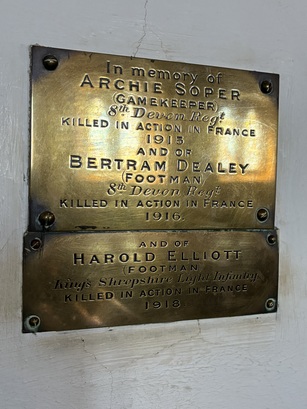 In memory of
ARCHIE SOPER
(GAMEKEEPER)
8th Devon Regt
KILLED IN ACTION IN FRANCE
1915
AND OF
BERTRAM DEALEY
(FOOTMAN)
8th Devon Regt
KILLED IN ACTION IN FRANCE
1916.
AND OF
HAROLD ELLIOTT
(FOOTMAN)
Kings Shropshire Light Infantry
KILLED IN ACTION IN FRANCE
1918